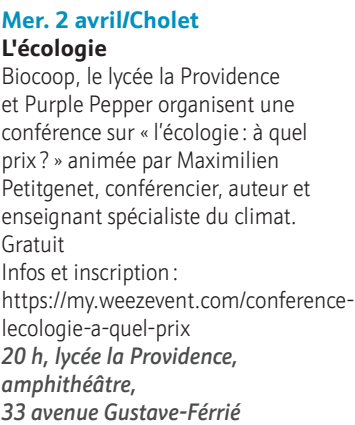 Mer. 2 avril/Cholet
L'écologie
Biocoop, le lycée la Providence
et Purple Pepper organisent une
conférence sur « l'écologie : à quel
prix ? » animée par Maximilien
Petitgenet, conférencier, auteur et
enseignant spécialiste du climat.
Gratuit
Infos et inscription :
https://my.weezevent.com/conference-
lecologie-a-quel-prix
20 h, lycée la Providence,
amphithéâtre,
33 avenue Gustave-Férrié